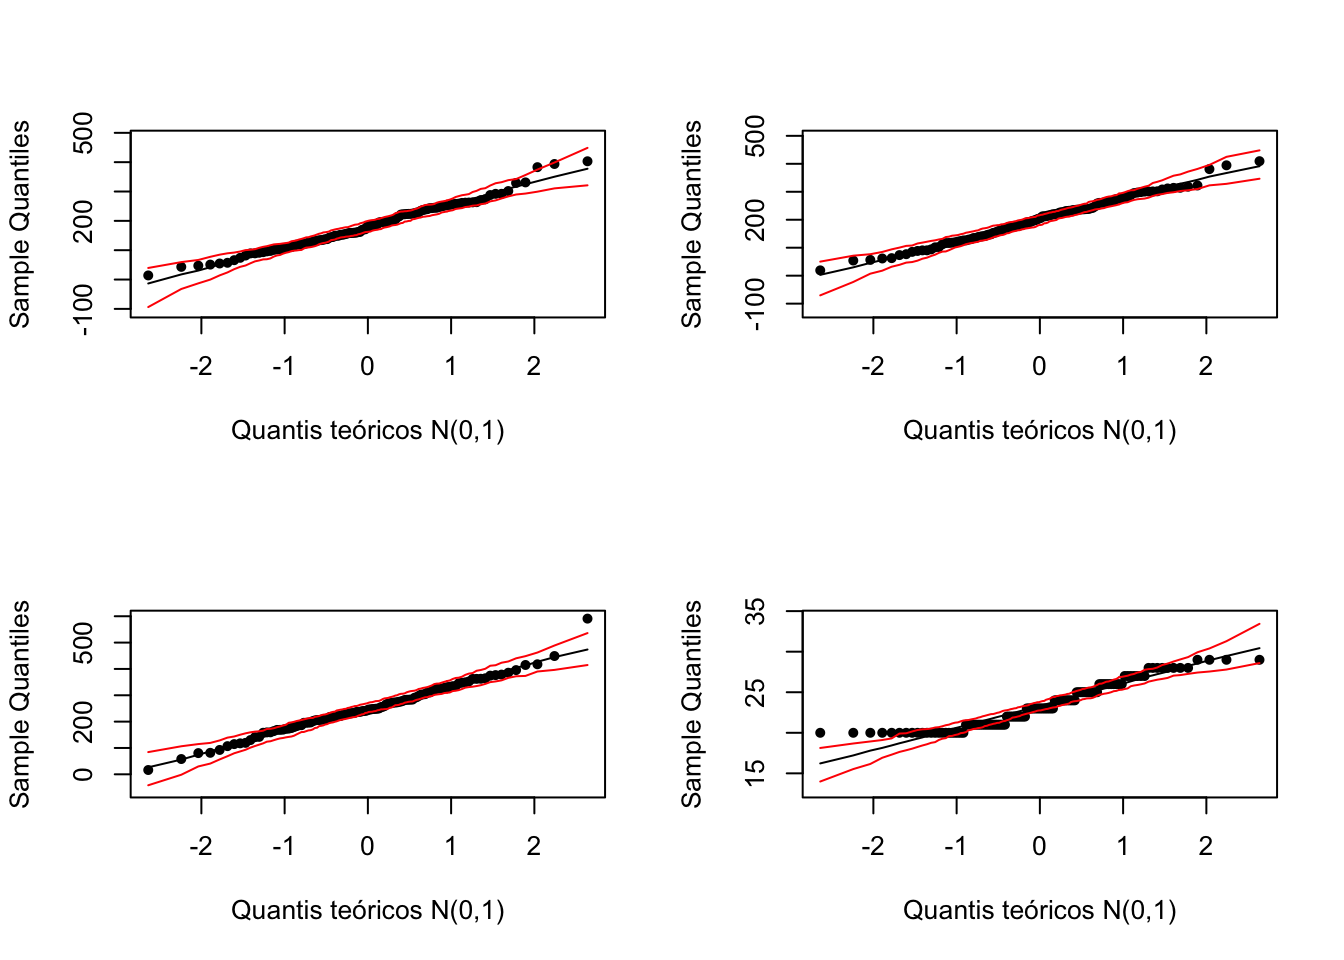 Sample Quantiles
500
200
-100
-2 -1 0 1 2
Quantis teóricos N(0,1)
Sample Quantiles
500
200
-100
-2 -1 0 1 2
Quantis teóricos N(0,1)
Sample Quantiles
500
200
0
-2 -1 0 1 2
Quantis teóricos N(0,1)
Sample Quantiles
35
25
15
-2 -1 0 1 2
Quantis teóricos N(0,1)